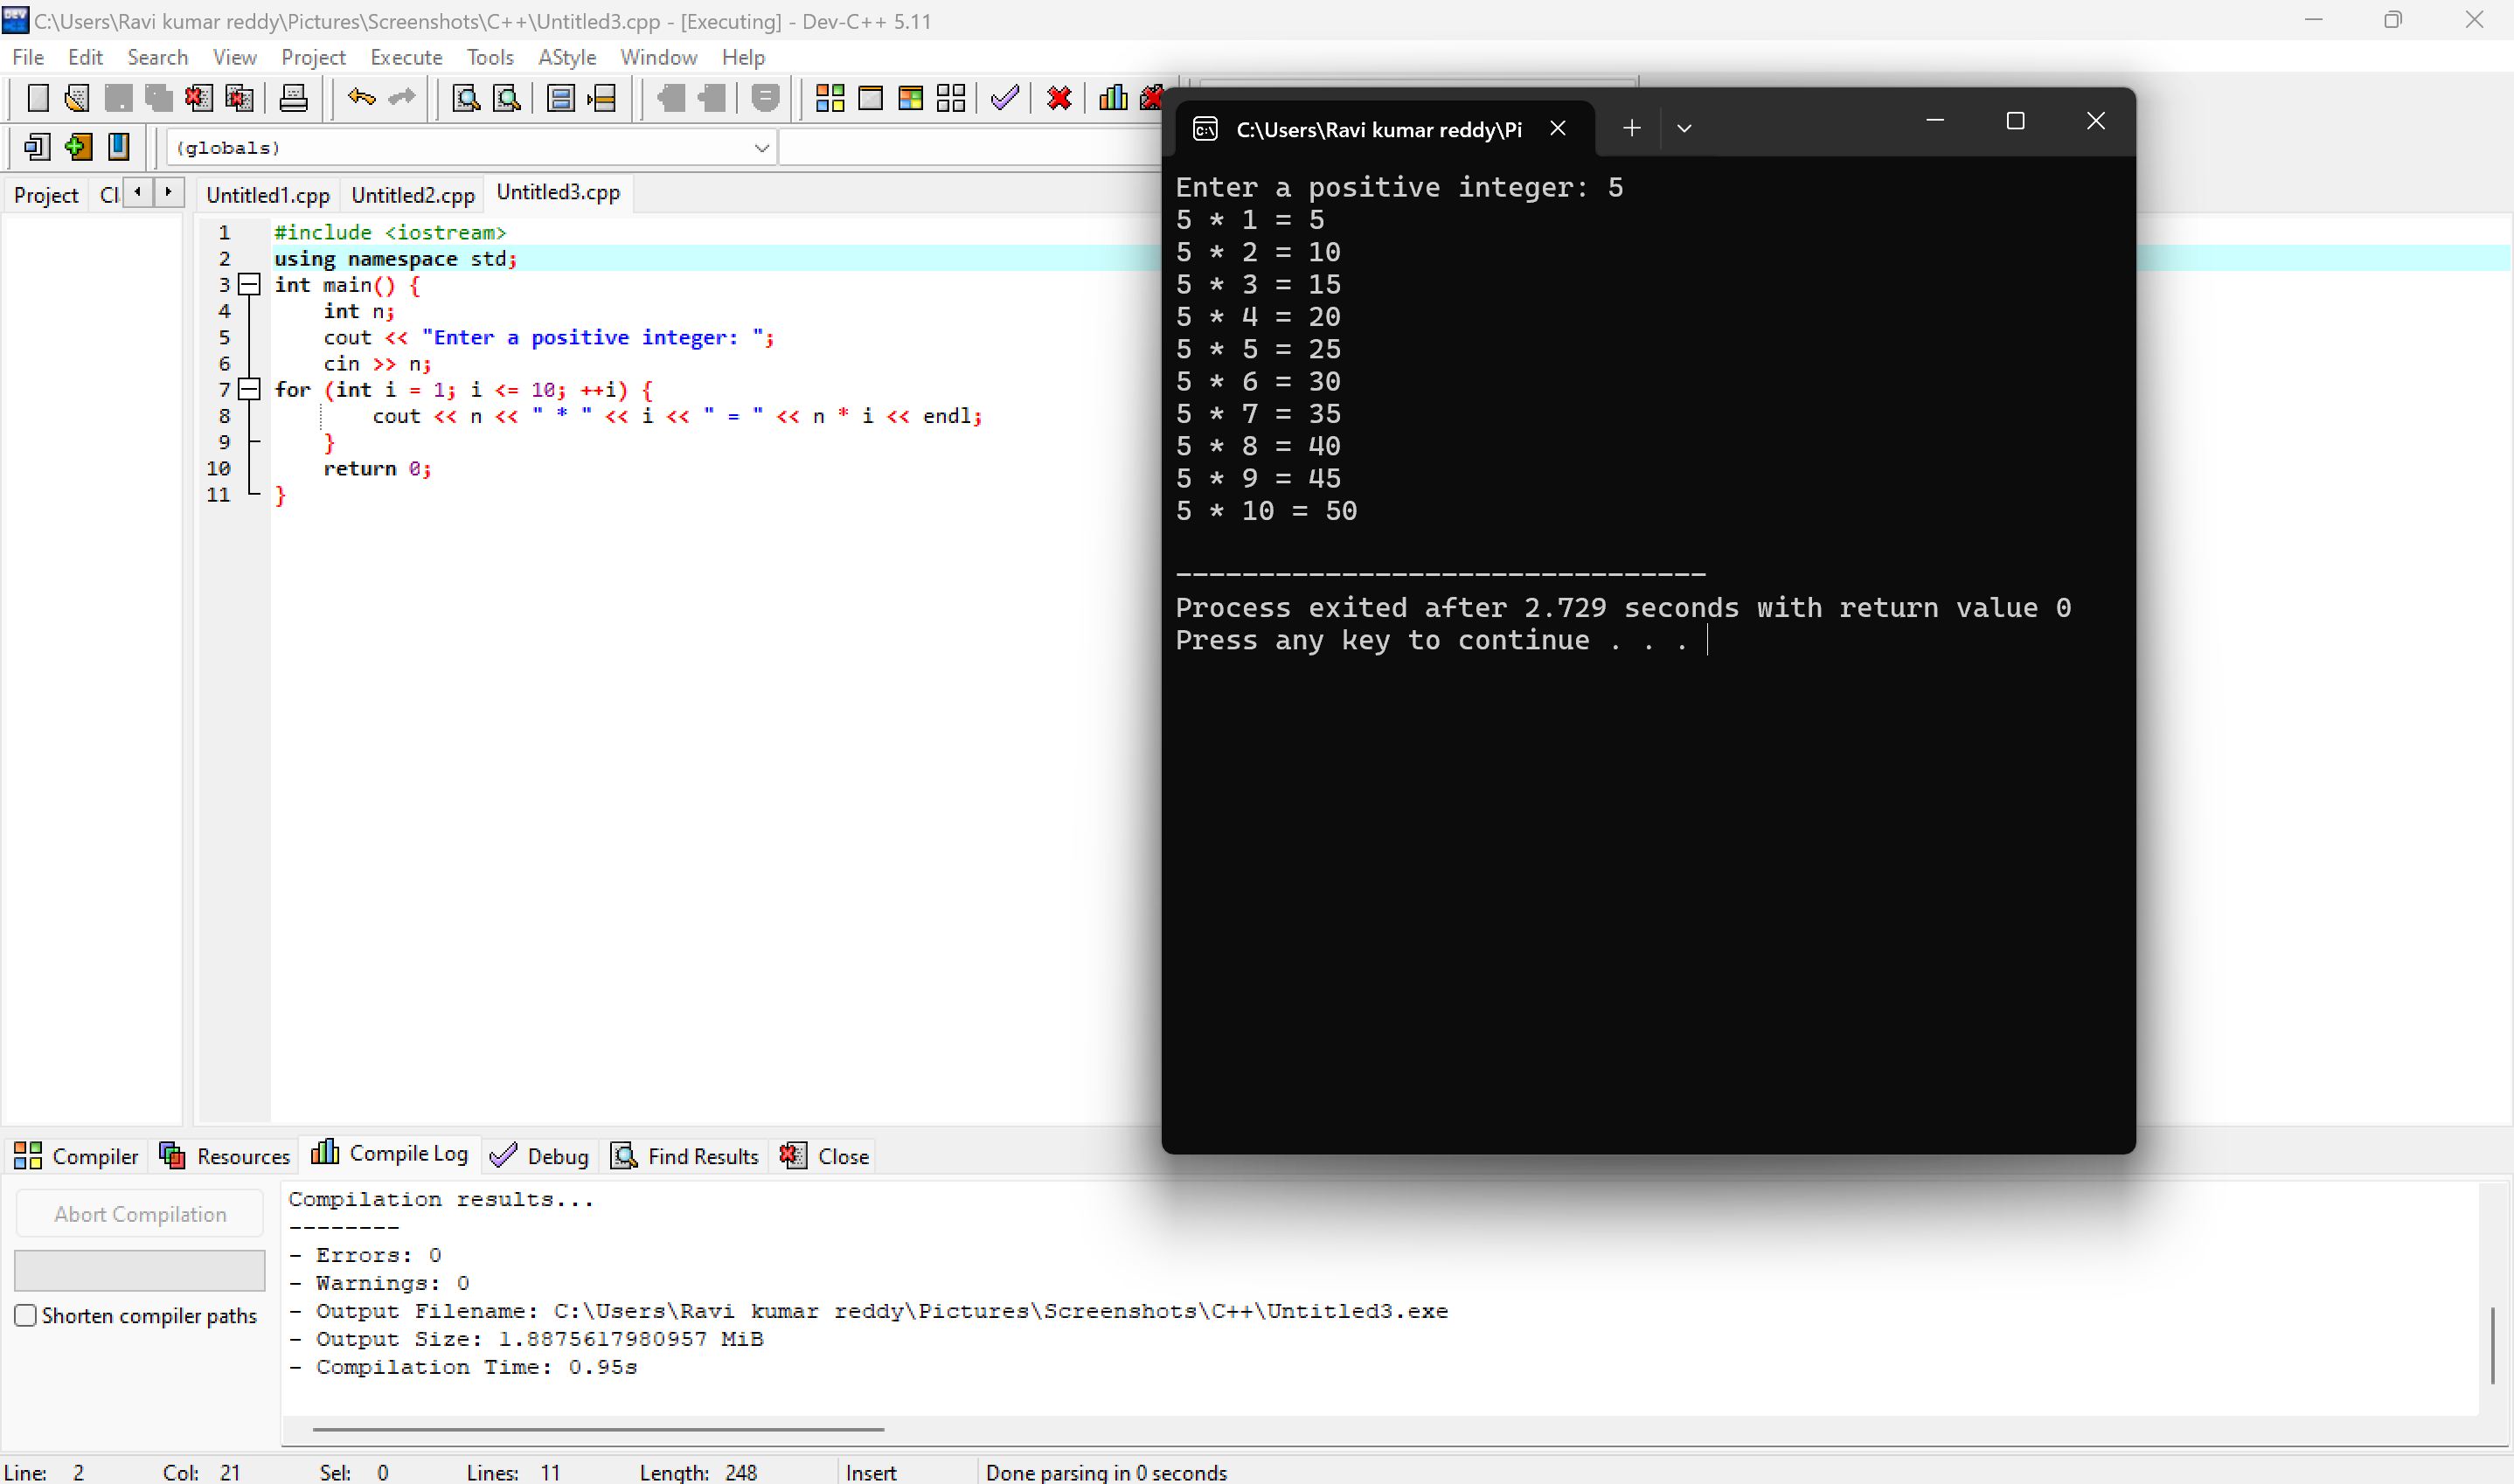 C:\Users\Ravi kumar reddy\Pictures\Screenshots\C++\Untitled3.cpp - [Executing] - Dev-C++ 5.11
File Edit Search View Project Execute Tools AStyle Window Help
(globals)
Project Cl Untitled1.cpp Untitled2.cpp Untitled3.cpp
1 #include <iostream>
2 using namespace std;
3 int main() {
4 int n;
5 cout << "Enter a positive integer: ";
6 cin >> n;
7 for (int i = 1; i <= 10; ++i) {
8 cout << n << " * " << i << " = " << n * i << endl;
9 }
10 return 0;
11 }
C:\Users\Ravi kumar reddy\Pi
Enter a positive integer: 5
5 * 1 = 5
5 * 2 = 10
5 * 3 = 15
5 * 4 = 20
5 * 5 = 25
5 * 6 = 30
5 * 7 = 35
5 * 8 = 40
5 * 9 = 45
5 * 10 = 50
--------------------------------
Process exited after 2.729 seconds with return value 0
Press any key to continue . . .
Compiler Resources Compile Log Debug Find Results Close
Abort Compilation
Shorten compiler paths
Compilation results...
--------
- Errors: 0
- Warnings: 0
- Output Filename: C:\Users\Ravi kumar reddy\Pictures\Screenshots\C++\Untitled3.exe
- Output Size: 1.8875617980957 MiB
- Compilation Time: 0.95s
Line: 2 Col: 21 Sel: 0 Lines: 11 Length: 248 Insert Done parsing in 0 seconds